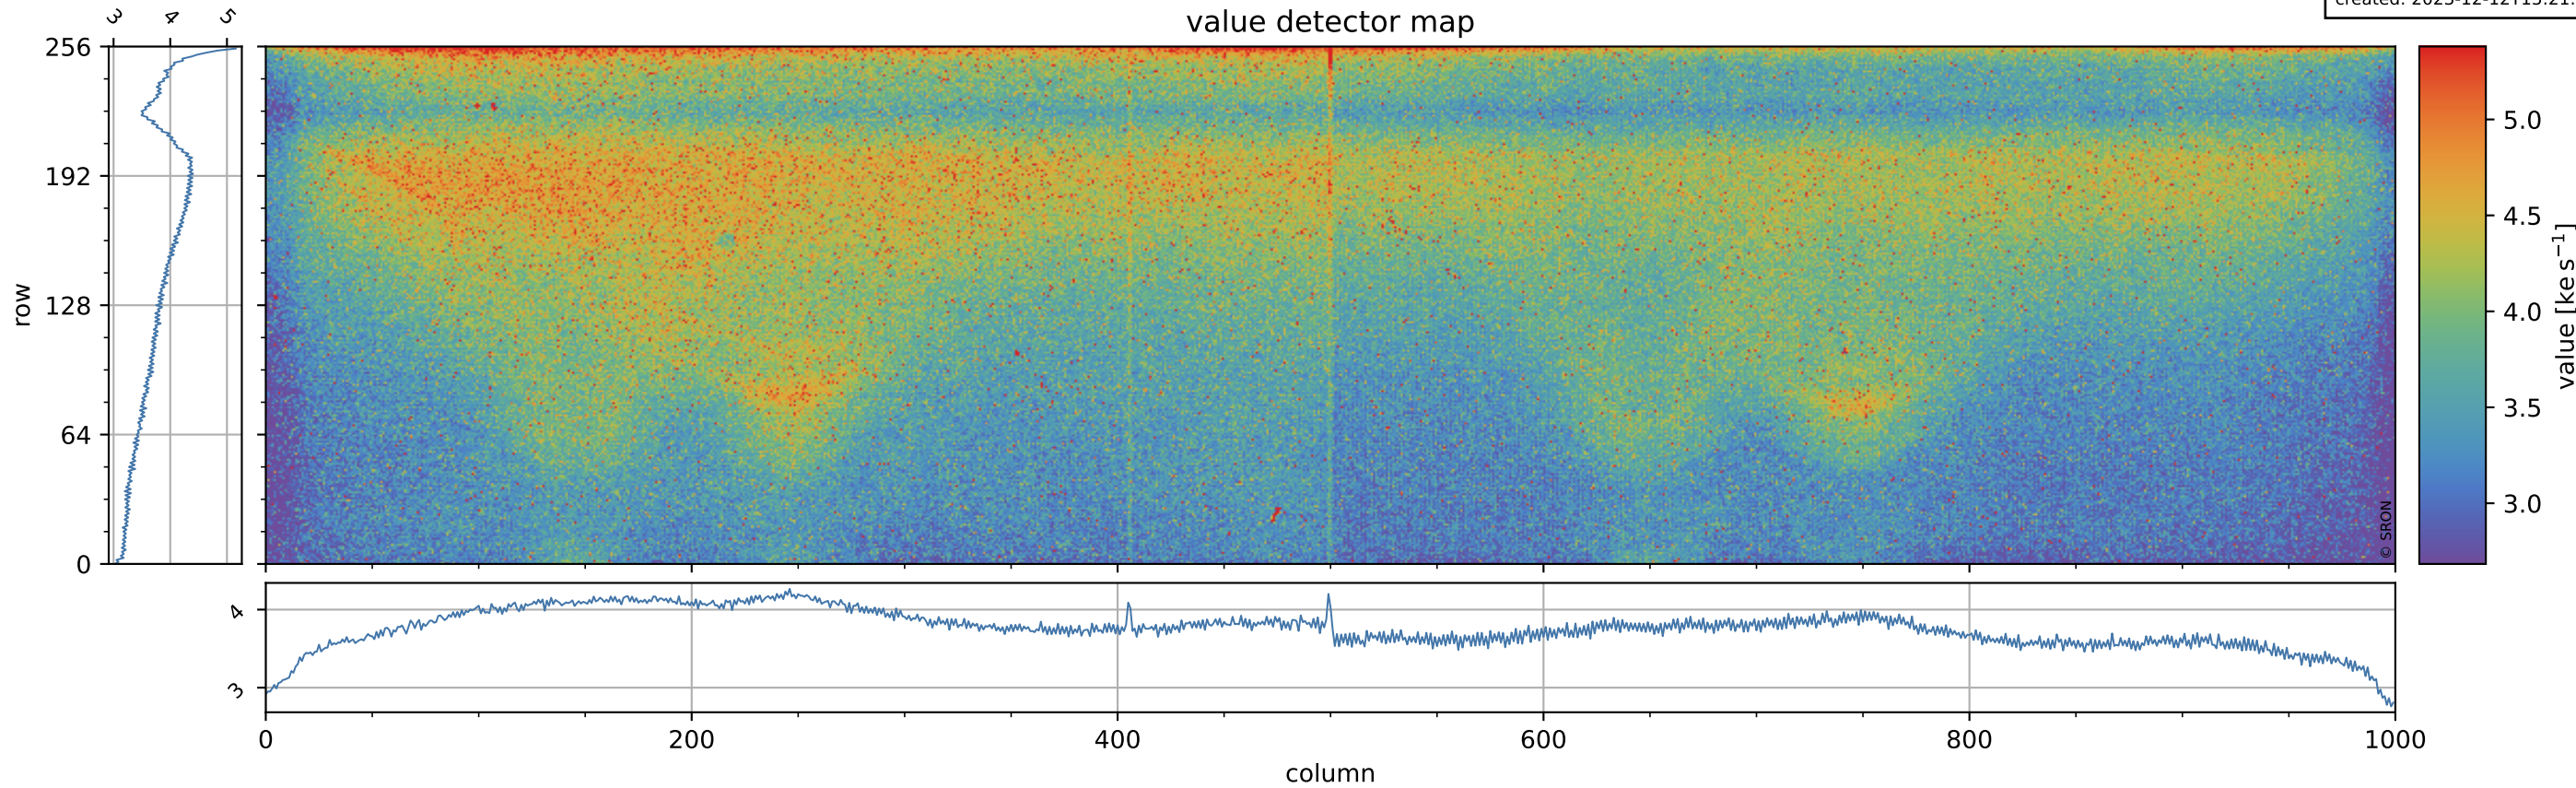 value detector map
3 4 5
256
192
128
64
0
row
5.0
4.5
4.0
3.5
3.0
value [ke s⁻¹]
© SRON
4
3
0 200 400 600 800 1000
column